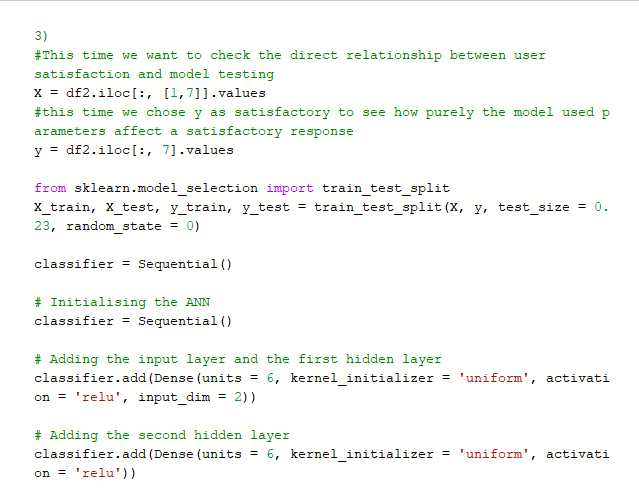 3)
#This time we want to check the direct relationship between user
satisfaction and model testing
X = df2.iloc[:, [1,7]].values
#this time we chose y as satisfactory to see how purely the model used p
arameters affect a satisfactory response
y = df2.iloc[:, 7].values
from sklearn.model_selection import train_test_split
X_train, X_test, y_train, y_test = train_test_split(X, y, test_size = 0.
23, random_state = 0)
classifier = Sequential()
# Initialising the ANN
classifier = Sequential()
# Adding the input layer and the first hidden layer
classifier.add(Dense(units = 6, kernel_initializer = 'uniform', activati
on = 'relu', input_dim = 2))
# Adding the second hidden layer
classifier.add(Dense(units = 6, kernel_initializer = 'uniform', activati
on = 'relu'))